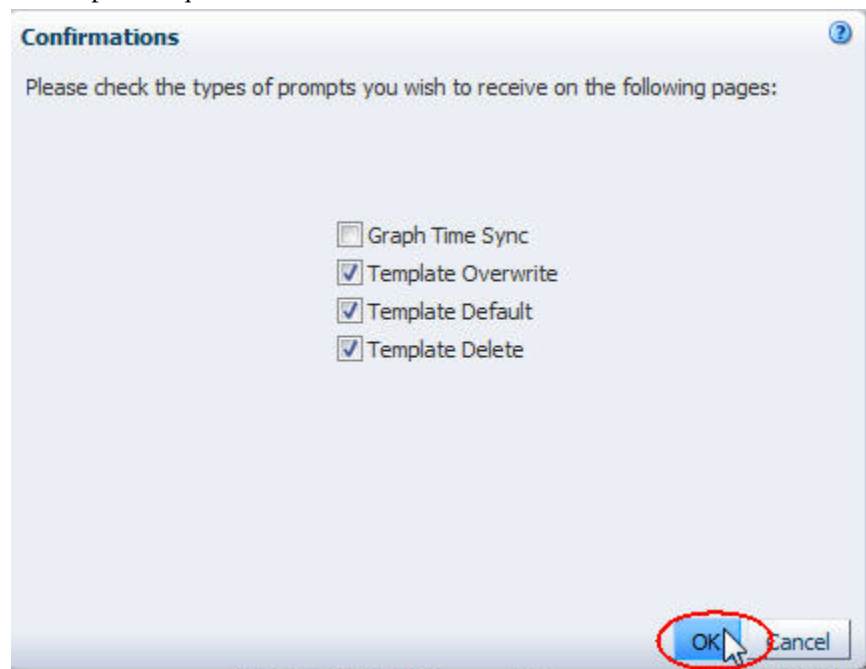 Confirmations
Please check the types of prompts you wish to receive on the following pages:
Graph Time Sync
Template Overwrite
Template Default
Template Delete
OK Cancel